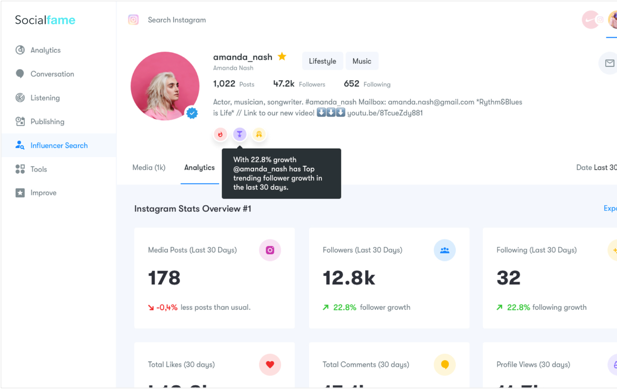 Socialfame
Search Instagram
Analytics
Conversation
Listening
Publishing
Influencer Search
Tools
Improve
amanda_nash
Lifestyle
Music
Amanda Nash
1,022 Posts
47.2k Followers
652 Following
Actor, musician, songwriter. #amanda_nash Mailbox: amanda.nash@gmail.com *Rythm&Blues
is Life* // Link to our new video! ⬇️⬇️⬇️ youtu.be/8TcueZdyB81
Media (1k)
Analytics
Date Last 30
With 22.8% growth
@amanda_nash has Top
trending follower growth in
the last 30 days.
Instagram Stats Overview #1
Media Posts (Last 30 Days)
178
-0,4% less posts than usual.
Followers (Last 30 Days)
12.8k
22.8% follower growth
Following (Last 30 Days)
32
22.8% following growth
Total Likes (30 days)
Total Comments (30 days)
Profile Views (30 days)